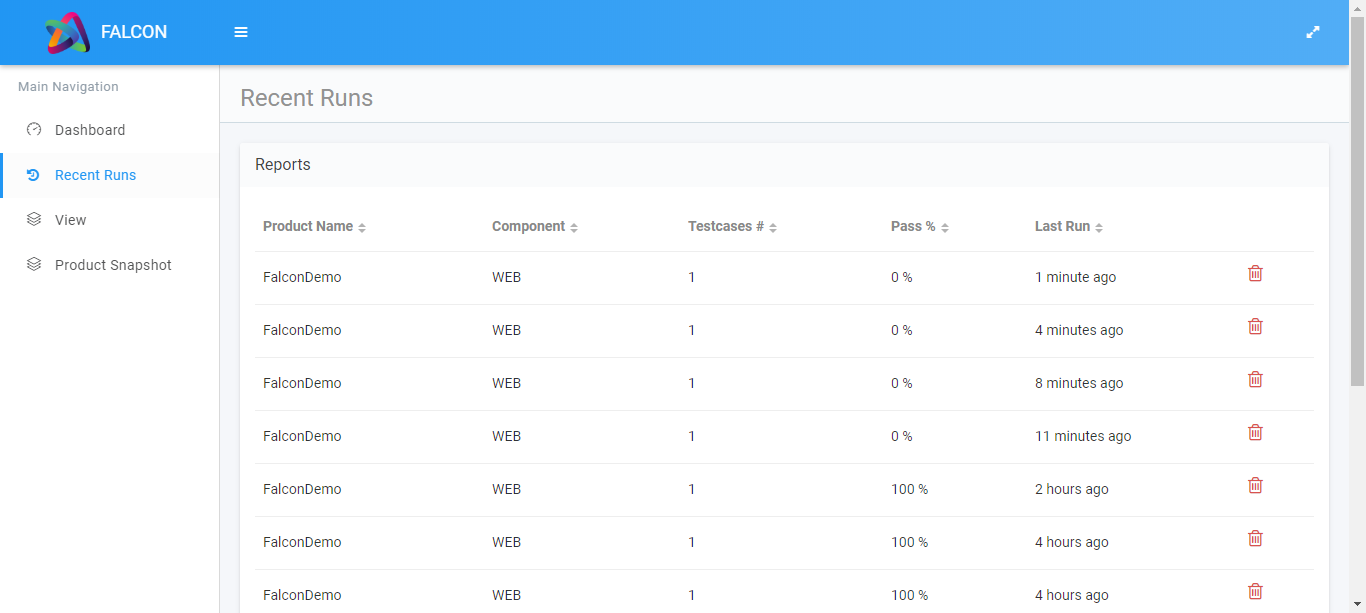 FALCON
Main Navigation
Dashboard
Recent Runs
View
Product Snapshot
Recent Runs
Reports
Product Name Component Testcases # Pass % Last Run
FalconDemo WEB 1 0 % 1 minute ago
FalconDemo WEB 1 0 % 4 minutes ago
FalconDemo WEB 1 0 % 8 minutes ago
FalconDemo WEB 1 0 % 11 minutes ago
FalconDemo WEB 1 100 % 2 hours ago
FalconDemo WEB 1 100 % 4 hours ago
FalconDemo WEB 1 100 % 4 hours ago